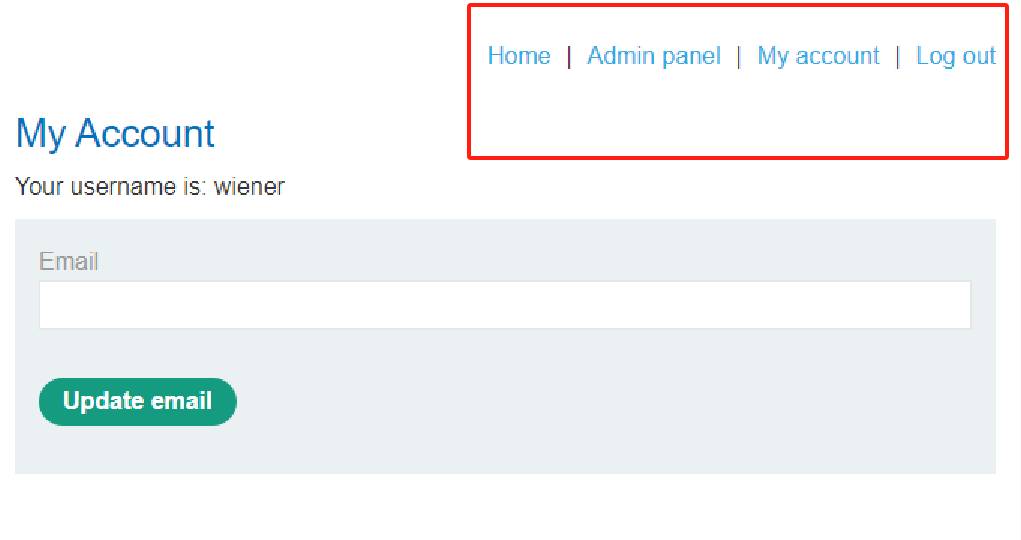 Home | Admin panel | My account | Log out
My Account
Your username is: wiener
Email
Update email